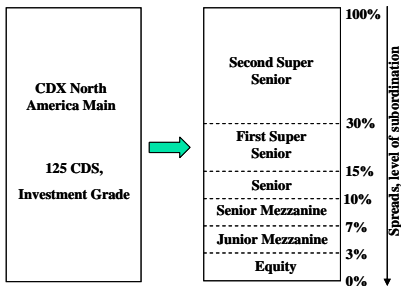 CDX North
America Main
125 CDS,
Investment Grade
100%
Second Super
Senior
30%
First Super
Senior
15%
Senior
10%
Senior Mezzanine
7%
Junior Mezzanine
3%
Equity
0%
Spreads, level of subordination